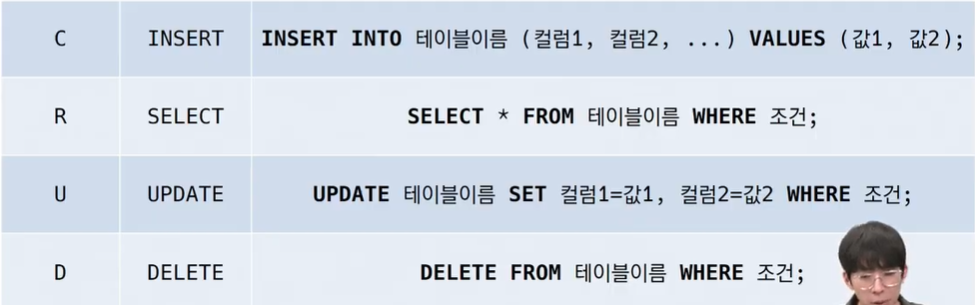 C INSERT INSERT INTO 테이블이름 (컬럼1, 컬럼2, ...) VALUES (값1, 값2);
R SELECT SELECT * FROM 테이블이름 WHERE 조건;
U UPDATE UPDATE 테이블이름 SET 컬럼1=값1, 컬럼2=값2 WHERE 조건;
D DELETE DELETE FROM 테이블이름 WHERE 조건;